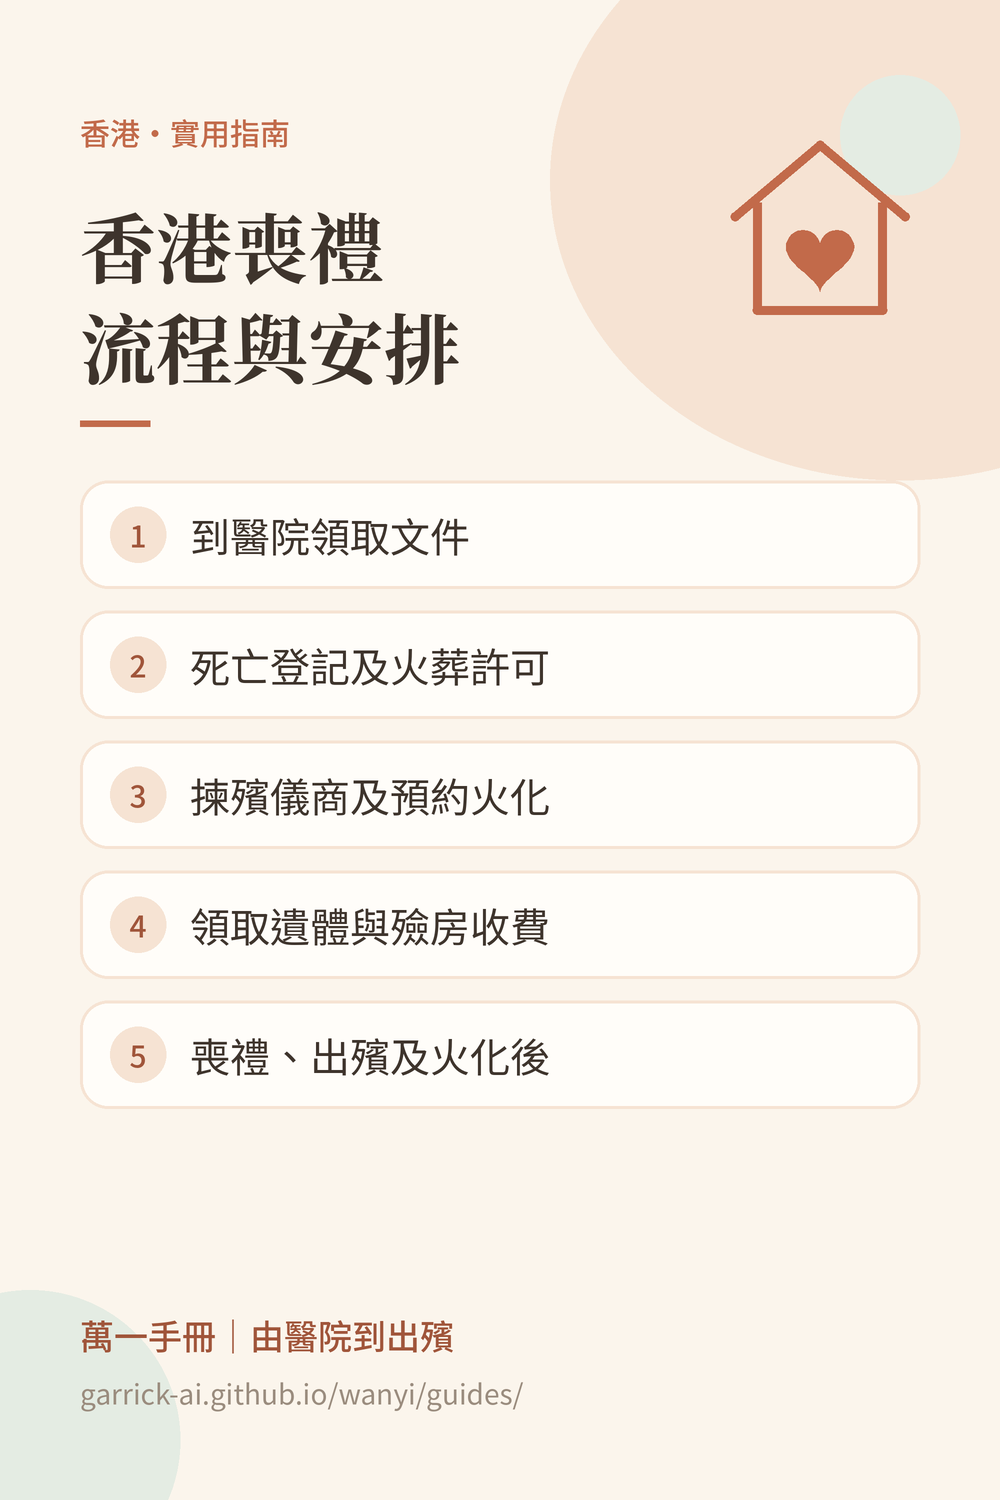 香港・實用指南
香港喪禮
流程與安排
1 到醫院領取文件
2 死亡登記及火葬許可
3 揀殯儀商及預約火化
4 領取遺體與殮房收費
5 喪禮、出殯及火化後
萬一手冊｜由醫院到出殯
garrick-ai.github.io/wanyi/guides/